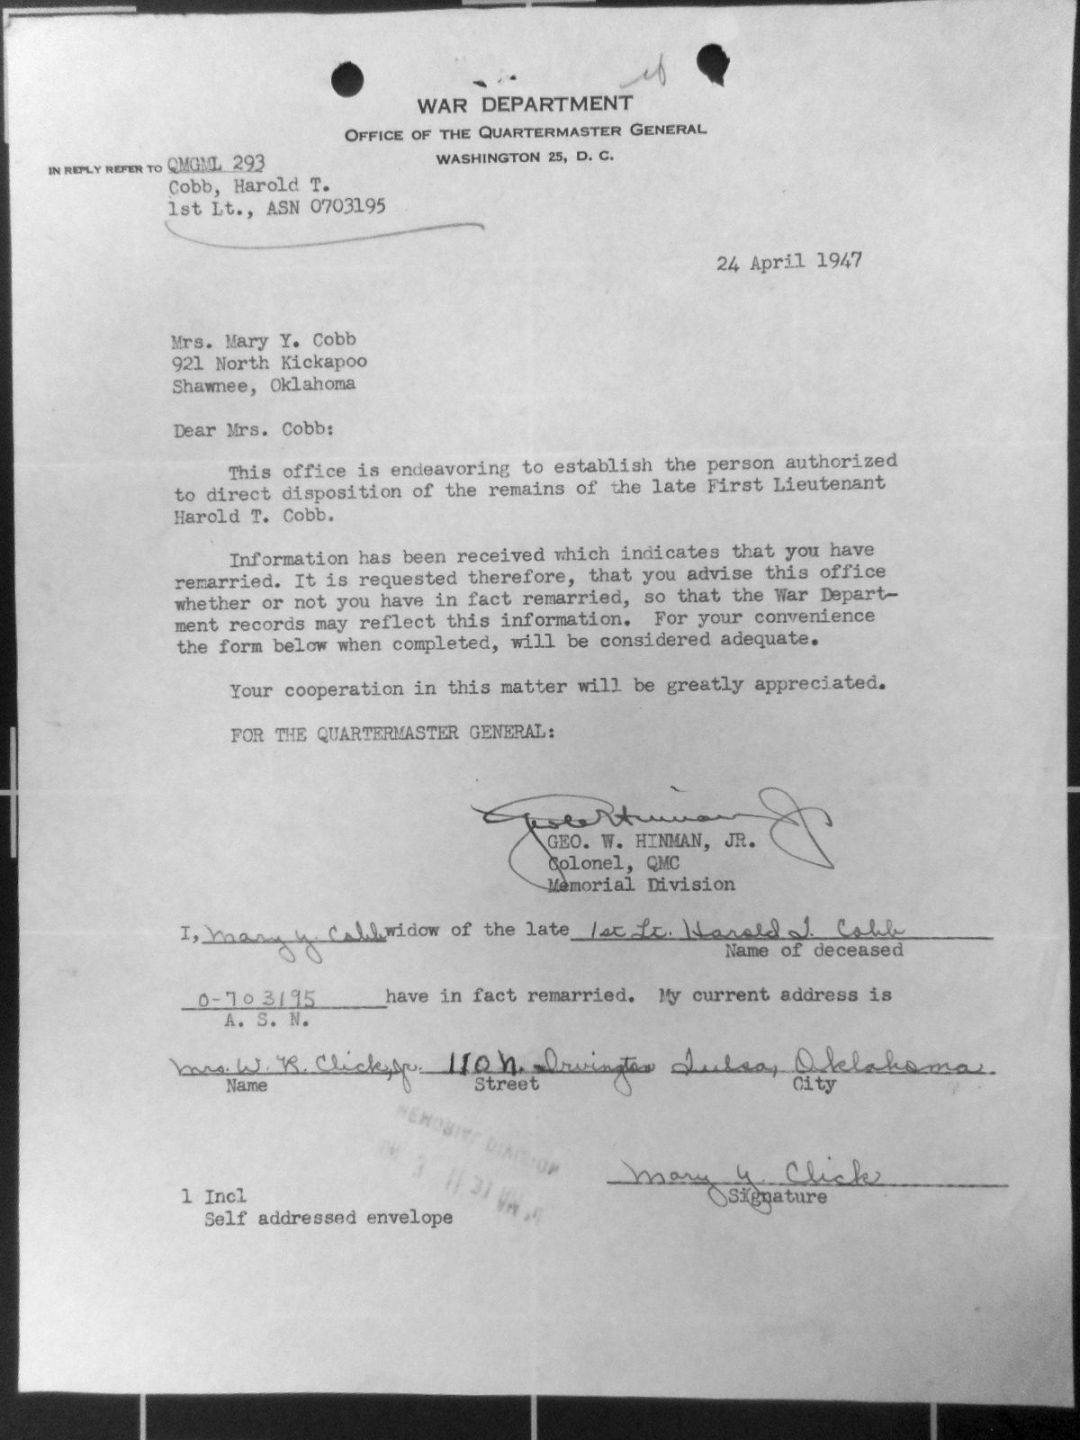 WAR DEPARTMENT
OFFICE OF THE QUARTERMASTER GENERAL
WASHINGTON 25, D. C.
IN REPLY REFER TO QMGML 293
Cobb, Harold T.
1st Lt., ASN 0703195
24 April 1947
Mrs. Mary Y. Cobb
921 North Kickapoo
Shawnee, Oklahoma
Dear Mrs. Cobb:
This office is endeavoring to establish the person authorized
to direct disposition of the remains of the late First Lieutenant
Harold T. Cobb.
Information has been received which indicates that you have
remarried. It is requested therefore, that you advise this office
whether or not you have in fact remarried, so that the War Depart-
ment records may reflect this information. For your convenience
the form below when completed, will be considered adequate.
Your cooperation in this matter will be greatly appreciated.
FOR THE QUARTERMASTER GENERAL:
Geo W Hinman Jr
GEO. W. HINMAN, JR.
Colonel, QMC
Memorial Division
I, Mary Y. Cobb widow of the late 1st Lt. Harold T. Cobb
Name of deceased
0-703195 have in fact remarried. My current address is
A. S. N.
Mrs. W. R. Click, Jr. 110 N. Irvington Tulsa, Oklahoma.
Name Street City
MEMORIAL DIVISION
Mary Y. Click
Signature
1 Incl
Self addressed envelope